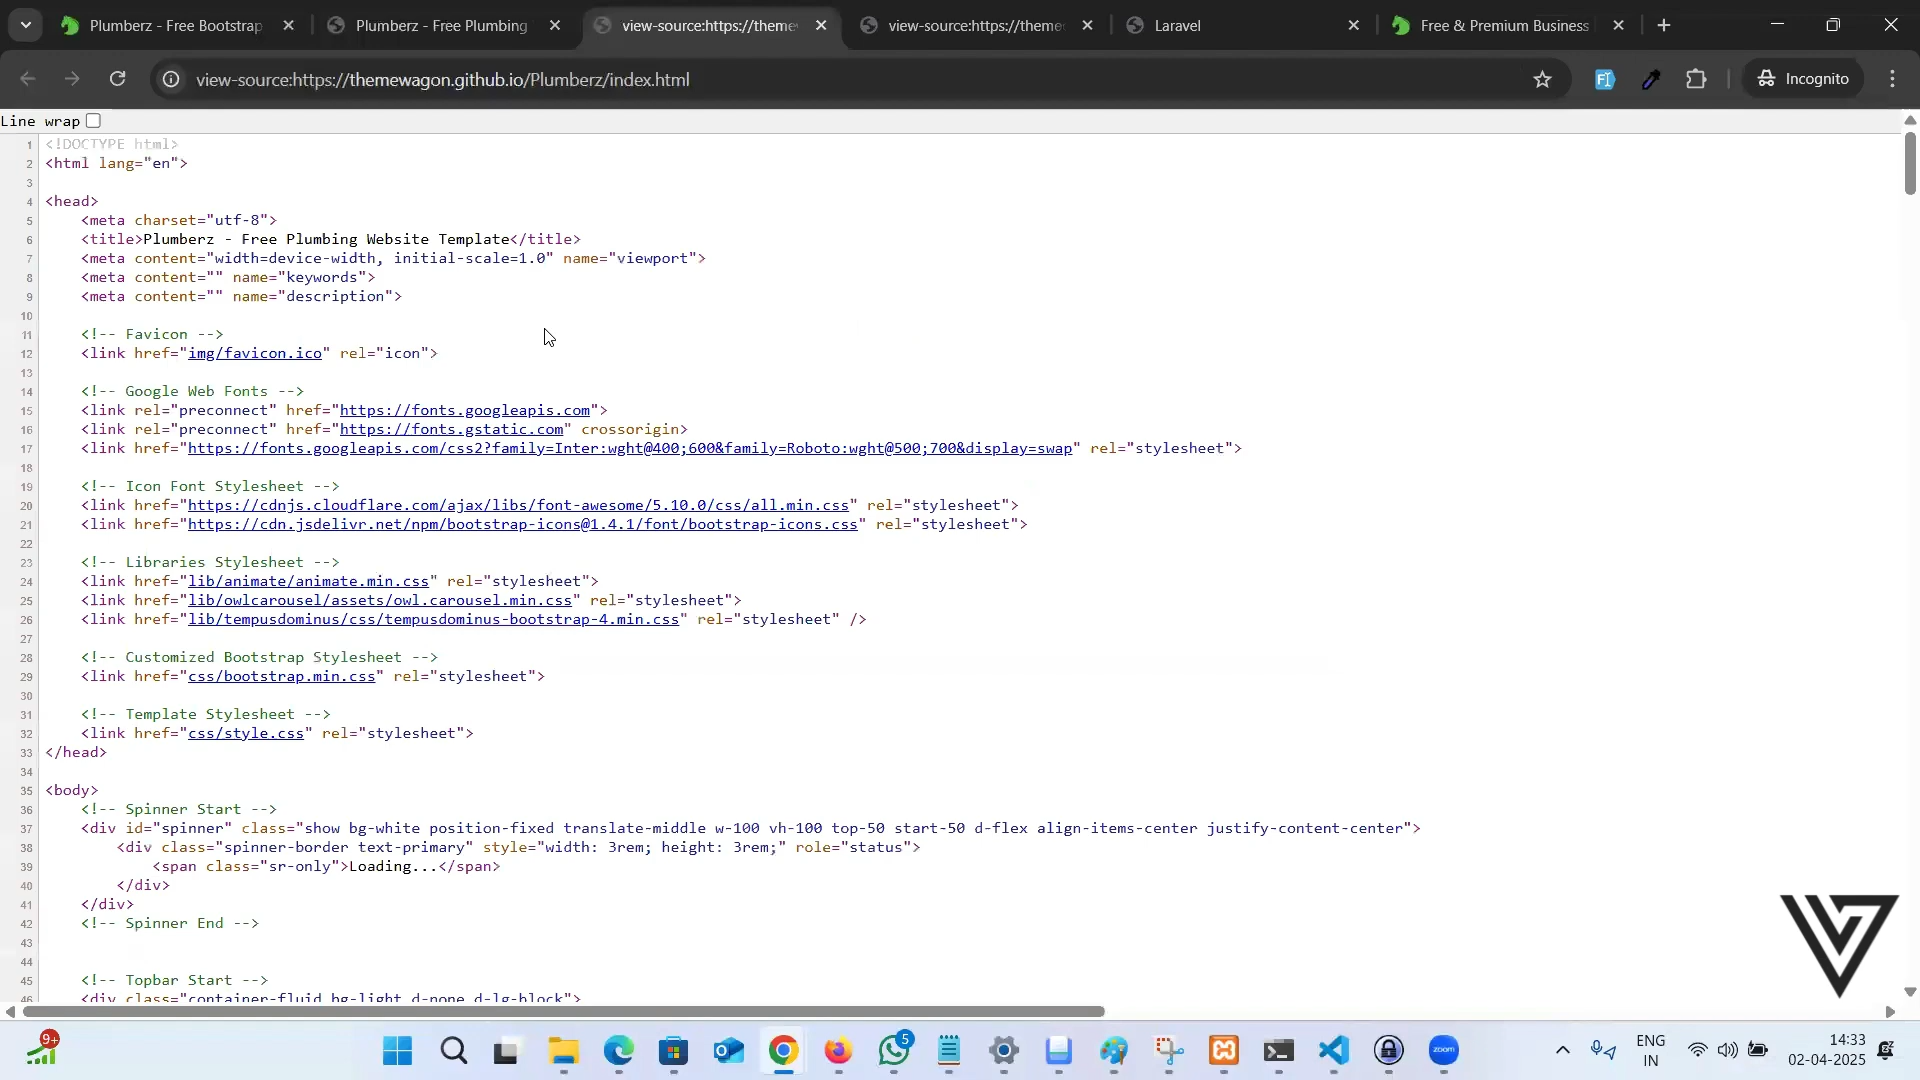 Plumberz - Free Bootstrap
Plumberz - Free Plumbing
view-source:https://theme
view-source:https://theme
Laravel
Free & Premium Business
view-source:https://themewagon.github.io/Plumberz/index.html
Incognito
Line wrap
1 <!DOCTYPE html>
2 <html lang="en">
3
4 <head>
5 <meta charset="utf-8">
6 <title>Plumberz - Free Plumbing Website Template</title>
7 <meta content="width=device-width, initial-scale=1.0" name="viewport">
8 <meta content="" name="keywords">
9 <meta content="" name="description">
10
11 <!-- Favicon -->
12 <link href="img/favicon.ico" rel="icon">
13
14 <!-- Google Web Fonts -->
15 <link rel="preconnect" href="https://fonts.googleapis.com">
16 <link rel="preconnect" href="https://fonts.gstatic.com" crossorigin>
17 <link href="https://fonts.googleapis.com/css2?family=Inter:wght@400;600&family=Roboto:wght@500;700&display=swap" rel="stylesheet">
18
19 <!-- Icon Font Stylesheet -->
20 <link href="https://cdnjs.cloudflare.com/ajax/libs/font-awesome/5.10.0/css/all.min.css" rel="stylesheet">
21 <link href="https://cdn.jsdelivr.net/npm/bootstrap-icons@1.4.1/font/bootstrap-icons.css" rel="stylesheet">
22
23 <!-- Libraries Stylesheet -->
24 <link href="lib/animate/animate.min.css" rel="stylesheet">
25 <link href="lib/owlcarousel/assets/owl.carousel.min.css" rel="stylesheet">
26 <link href="lib/tempusdominus/css/tempusdominus-bootstrap-4.min.css" rel="stylesheet" />
27
28 <!-- Customized Bootstrap Stylesheet -->
29 <link href="css/bootstrap.min.css" rel="stylesheet">
30
31 <!-- Template Stylesheet -->
32 <link href="css/style.css" rel="stylesheet">
33 </head>
34
35 <body>
36 <!-- Spinner Start -->
37 <div id="spinner" class="show bg-white position-fixed translate-middle w-100 vh-100 top-50 start-50 d-flex align-items-center justify-content-center">
38 <div class="spinner-border text-primary" style="width: 3rem; height: 3rem;" role="status">
39 <span class="sr-only">Loading...</span>
40 </div>
41 </div>
42 <!-- Spinner End -->
43
44
45 <!-- Topbar Start -->
46 <div class="container-fluid bg-light d-none d-lg-block">
9+
5
zoom
ENG
IN
14:33
02-04-2025